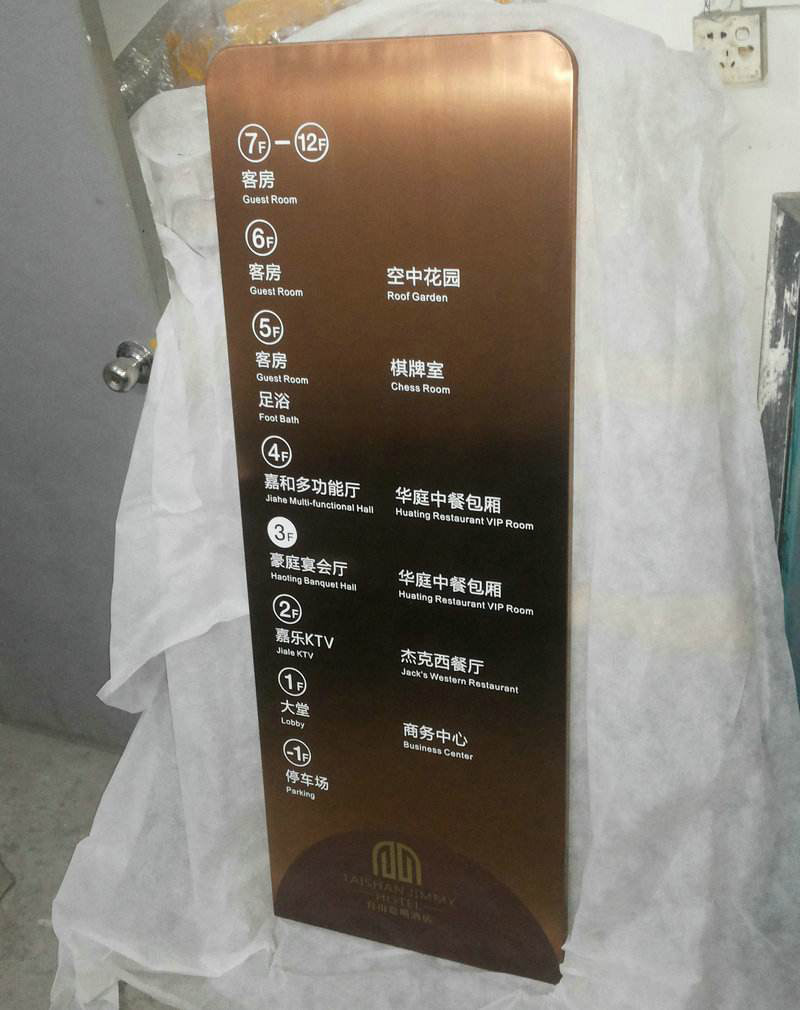 7F-12F
客房
Guest Room
6F
客房
Guest Room
空中花园
Roof Garden
5F
客房
Guest Room
棋牌室
Chess Room
足浴
Foot Bath
4F
嘉和多功能厅
Jiahe Multi-functional Hall
华庭中餐包厢
Huating Restaurant VIP Room
3F
豪庭宴会厅
Haoting Banquet Hall
华庭中餐包厢
Huating Restaurant VIP Room
2F
嘉乐KTV
Jiale KTV
杰克西餐厅
Jack's Western Restaurant
1F
大堂
Lobby
商务中心
Business Center
-1F
停车场
Parking
TAISHAN JIMMY
HOTEL